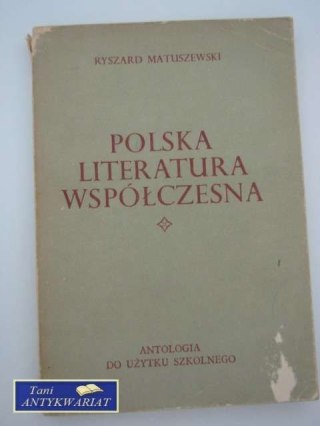 RYSZARD MATUSZEWSKI
POLSKA
LITERATURA
WSPÓŁCZESNA
ANTOLOGIA
DO UŻYTKU SZKOLNEGO
Tani
ANTYKWARIAT